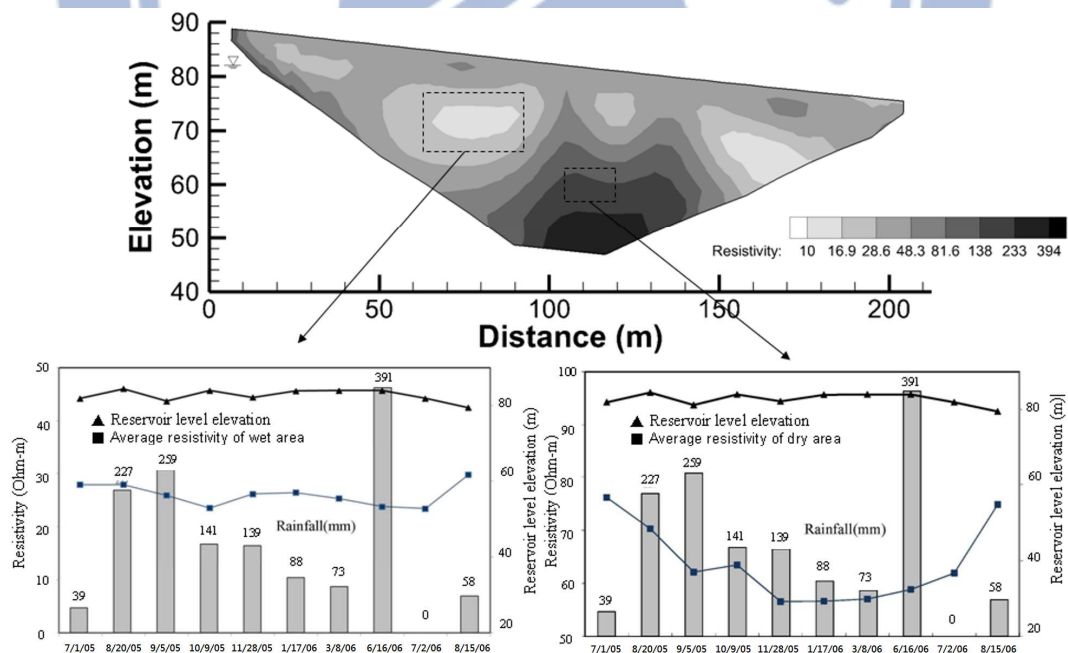 90
80
70
60
50
40
Elevation (m)
0 50 100 150 200
Distance (m)
Resistivity: 10 16.9 28.6 48.3 81.6 138 233 394
50
40
30
20
10
0
Resistivity (Ohm-m)
Reservoir level elevation
Average resistivity of wet area
Rainfall(mm)
39 227 259 141 139 88 73 391 0 58
7/1/05 8/20/05 9/5/05 10/9/05 11/28/05 1/17/06 3/8/06 6/16/06 7/2/06 8/15/06
80
60
40
20
Reservoir level elevation (m)
100
90
80
70
60
50
Resistivity (Ohm-m)
Reservoir level elevation
Average resistivity of dry area
Rainfall(mm)
39 227 259 141 139 88 73 391 0 58
7/1/05 8/20/05 9/5/05 10/9/05 11/28/05 1/17/06 3/8/06 6/16/06 7/2/06 8/15/06
80
60
40
20
Reservoir level elevation (m)